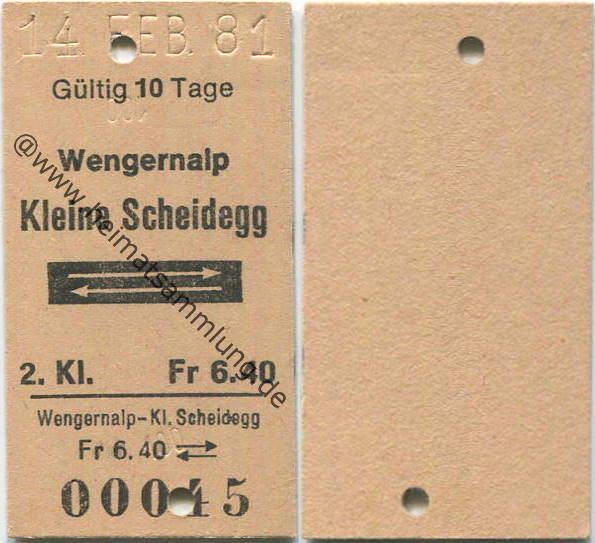 14. FEB. 81
Gültig 10 Tage
Wengernalp
Kleine Scheidegg
2. Kl. Fr 6.40
Wengernalp-Kl. Scheidegg
Fr 6.40
00045
@www.heimatsammlung.de